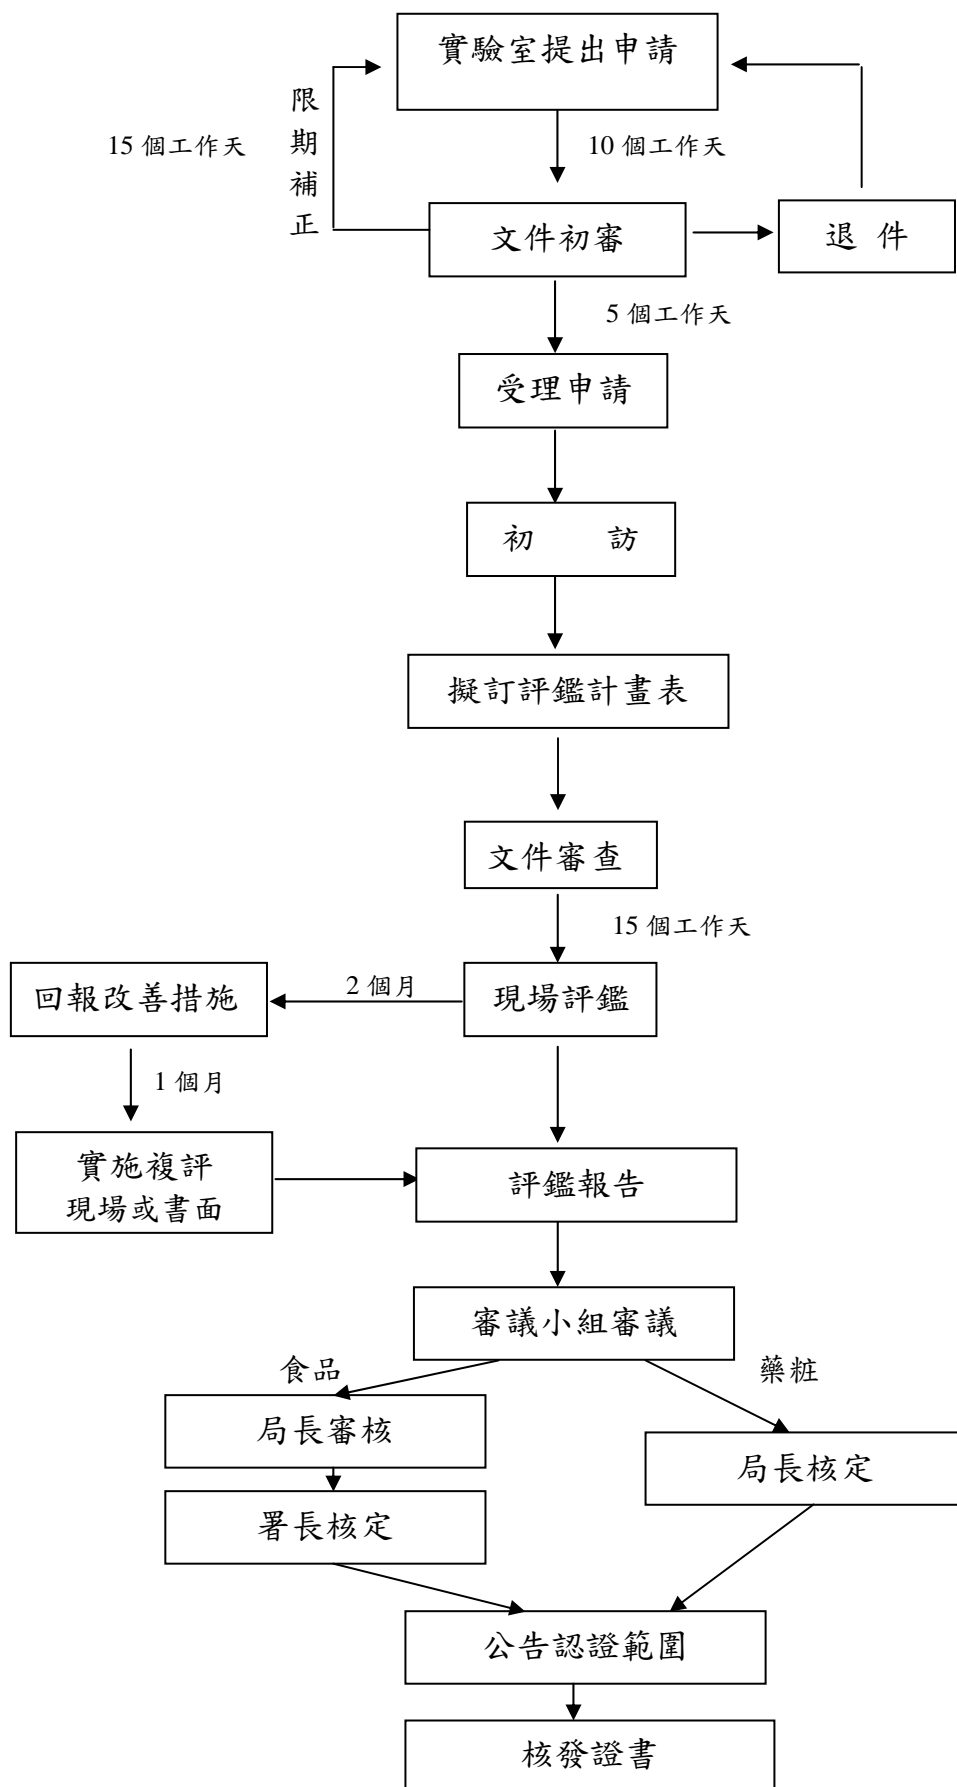 實驗室提出申請
限期補正
15 個工作天
10 個工作天
文件初審
退 件
5 個工作天
受理申請
初 訪
擬訂評鑑計畫表
文件審查
15 個工作天
回報改善措施
2 個月
現場評鑑
1 個月
實施複評
現場或書面
評鑑報告
審議小組審議
食品
藥粧
局長審核
局長核定
署長核定
公告認證範圍
核發證書